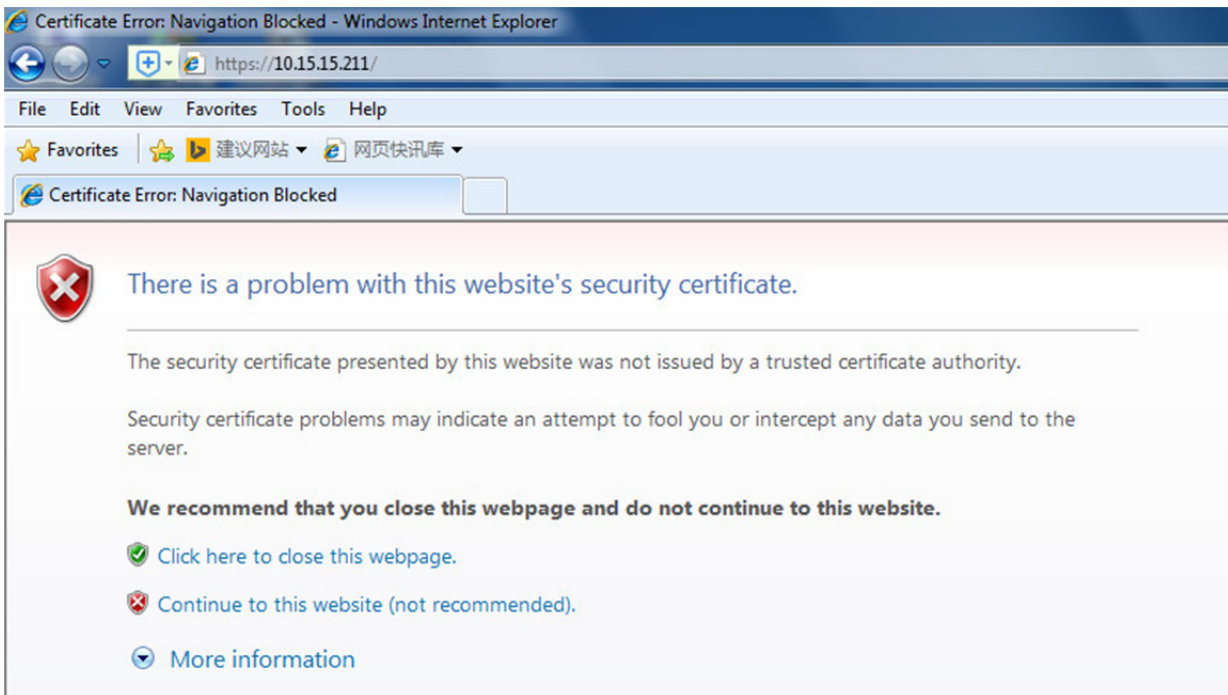 Certificate Error: Navigation Blocked - Windows Internet Explorer
https://10.15.15.211/
File Edit View Favorites Tools Help
Favorites 建议网站 网页快讯库
Certificate Error: Navigation Blocked
There is a problem with this website's security certificate.
The security certificate presented by this website was not issued by a trusted certificate authority.
Security certificate problems may indicate an attempt to fool you or intercept any data you send to the
server.
We recommend that you close this webpage and do not continue to this website.
Click here to close this webpage.
Continue to this website (not recommended).
More information